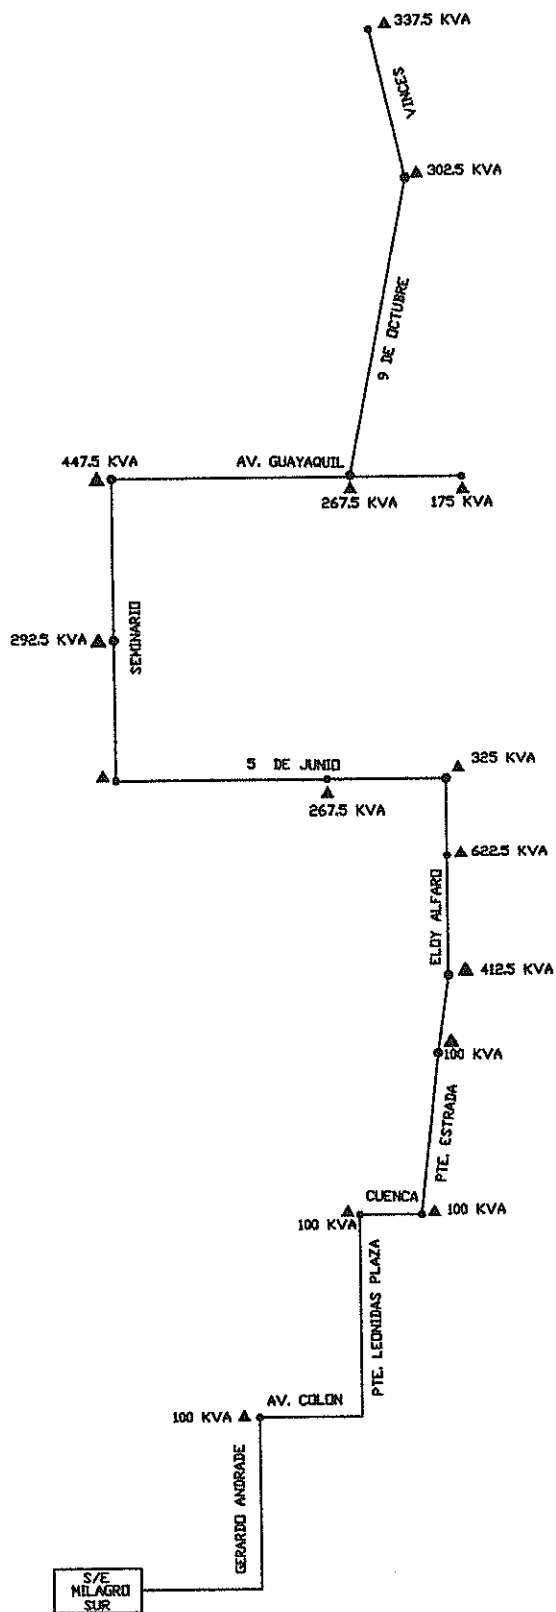 337.5 KVA
VINCES
302.5 KVA
9 DE OCTUBRE
447.5 KVA
AV. GUAYAQUIL
267.5 KVA
175 KVA
292.5 KVA
SEMINARIO
5 DE JUNIO
325 KVA
267.5 KVA
622.5 KVA
ELOY ALFARO
412.5 KVA
100 KVA
PTE. ESTRADA
CUENCA
100 KVA
100 KVA
PTE. LEONIDAS PLAZA
AV. COLON
100 KVA
GERARDO ANDRADE
S/E
MILAGRO
SUR